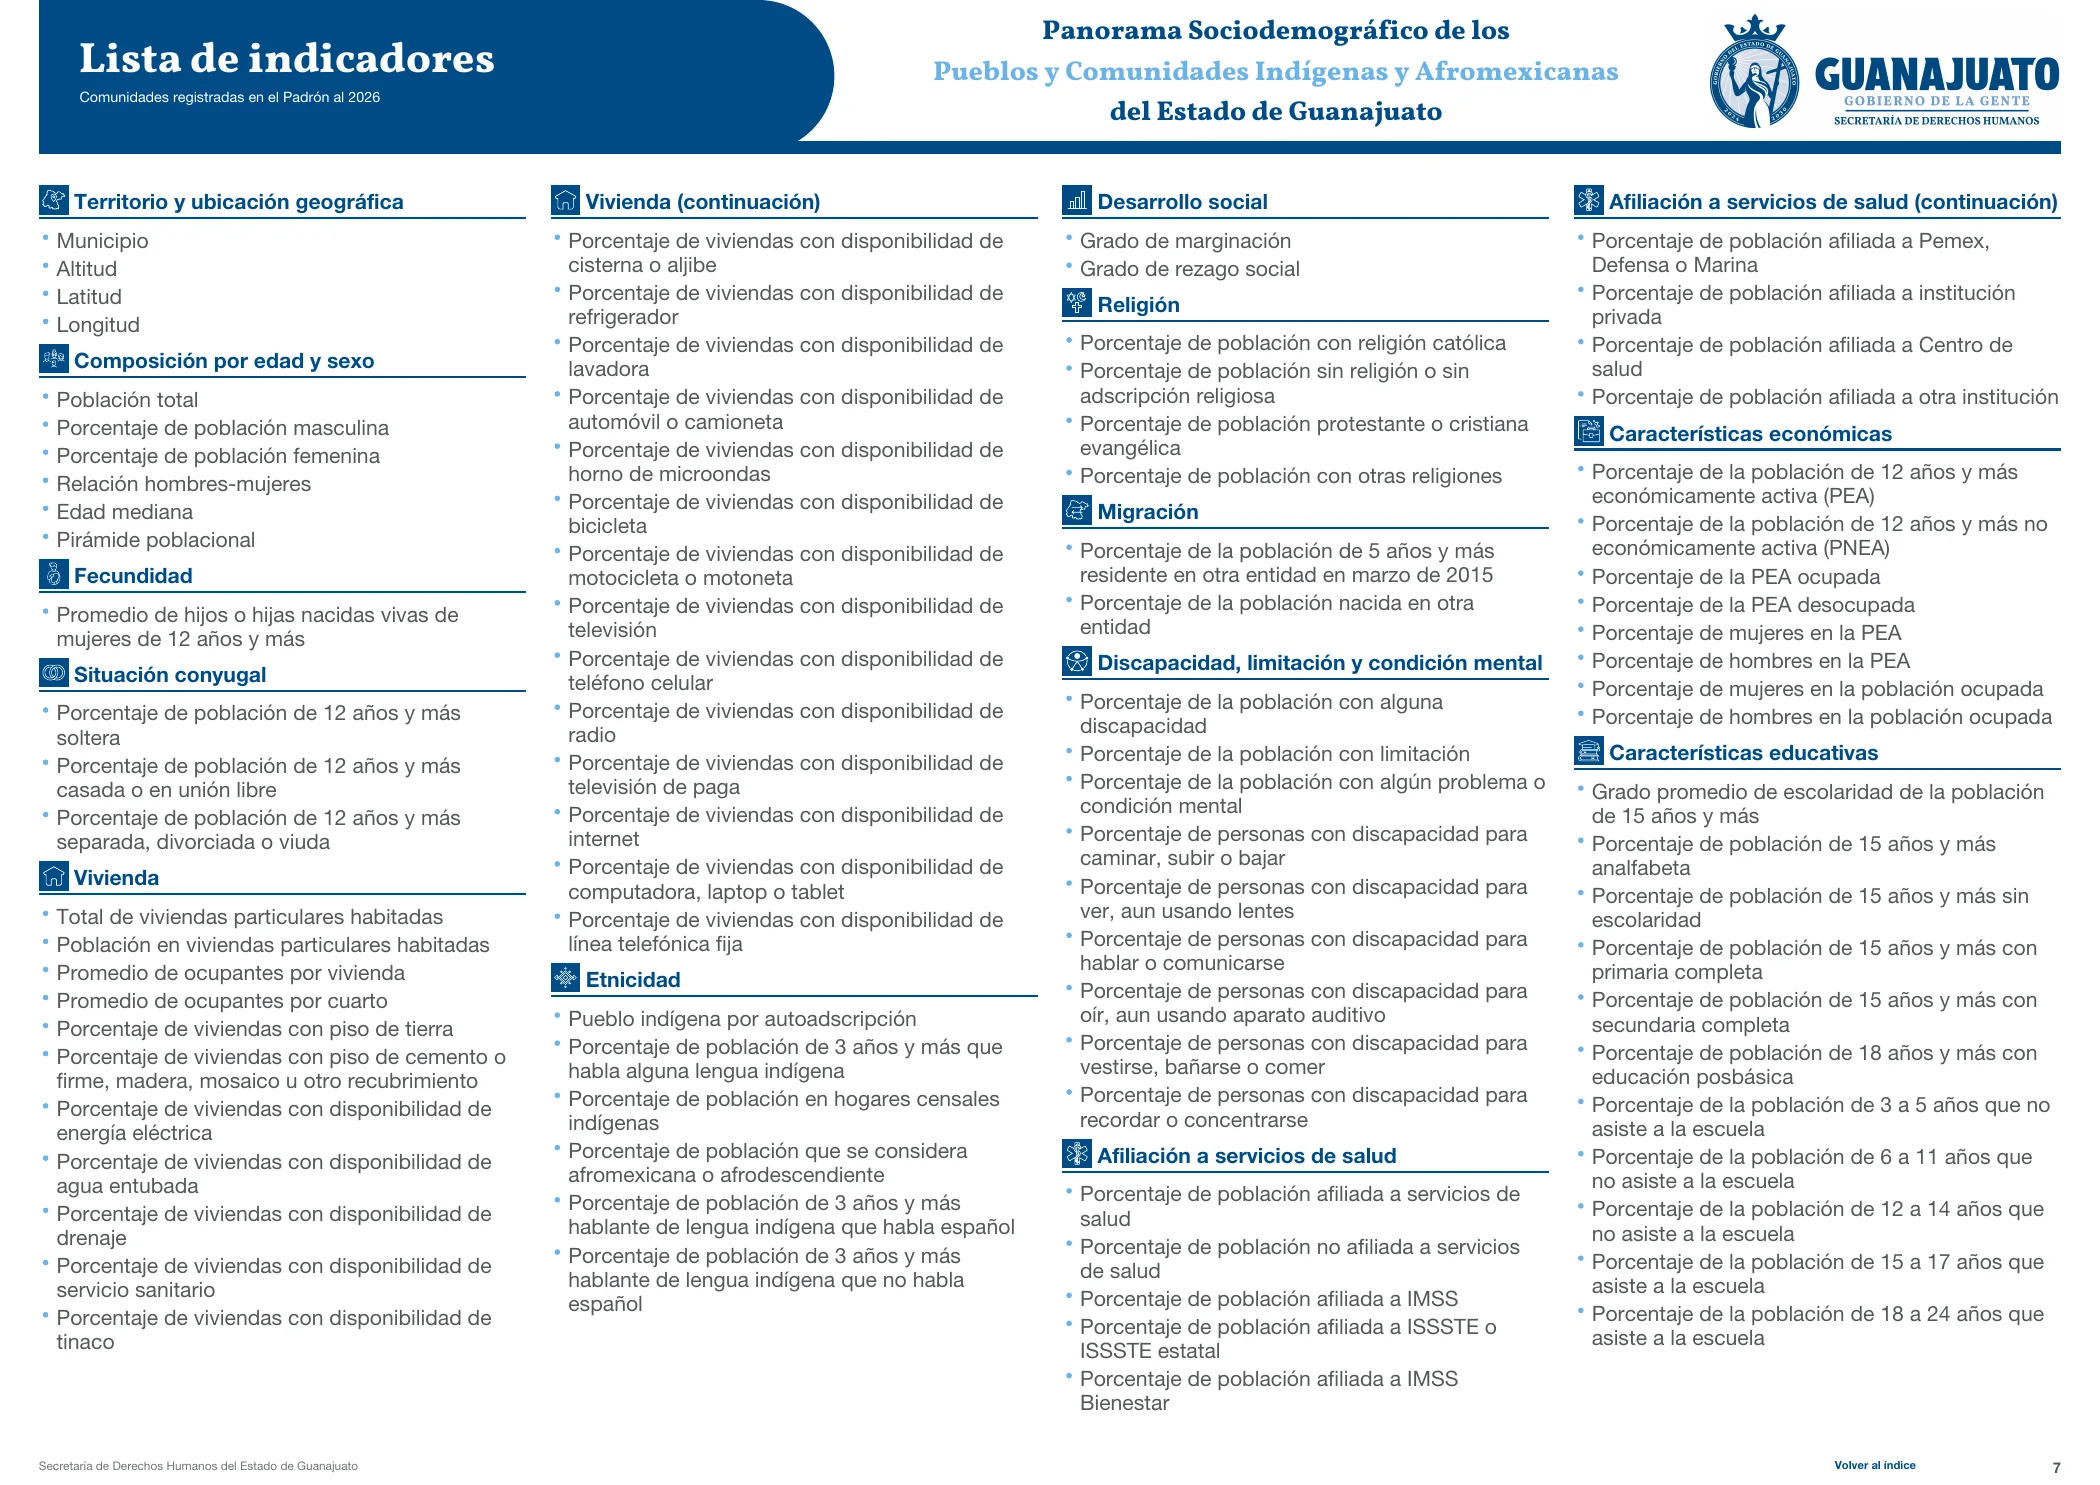 Lista de indicadores
Comunidades registradas en el Padrón al 2026
Panorama Sociodemográfico de los
Pueblos y Comunidades Indígenas y Afromexicanas
del Estado de Guanajuato
GOBIERNO DEL ESTADO DE GUANAJUATO
2024 2030
GUANAJUATO
GOBIERNO DE LA GENTE
SECRETARÍA DE DERECHOS HUMANOS
Territorio y ubicación geográfica
• Municipio
• Altitud
• Latitud
• Longitud
Composición por edad y sexo
• Población total
• Porcentaje de población masculina
• Porcentaje de población femenina
• Relación hombres-mujeres
• Edad mediana
• Pirámide poblacional
Fecundidad
• Promedio de hijos o hijas nacidas vivas de
mujeres de 12 años y más
Situación conyugal
• Porcentaje de población de 12 años y más
soltera
• Porcentaje de población de 12 años y más
casada o en unión libre
• Porcentaje de población de 12 años y más
separada, divorciada o viuda
Vivienda
• Total de viviendas particulares habitadas
• Población en viviendas particulares habitadas
• Promedio de ocupantes por vivienda
• Promedio de ocupantes por cuarto
• Porcentaje de viviendas con piso de tierra
• Porcentaje de viviendas con piso de cemento o
firme, madera, mosaico u otro recubrimiento
• Porcentaje de viviendas con disponibilidad de
energía eléctrica
• Porcentaje de viviendas con disponibilidad de
agua entubada
• Porcentaje de viviendas con disponibilidad de
drenaje
• Porcentaje de viviendas con disponibilidad de
servicio sanitario
• Porcentaje de viviendas con disponibilidad de
tinaco
Vivienda (continuación)
• Porcentaje de viviendas con disponibilidad de
cisterna o aljibe
• Porcentaje de viviendas con disponibilidad de
refrigerador
• Porcentaje de viviendas con disponibilidad de
lavadora
• Porcentaje de viviendas con disponibilidad de
automóvil o camioneta
• Porcentaje de viviendas con disponibilidad de
horno de microondas
• Porcentaje de viviendas con disponibilidad de
bicicleta
• Porcentaje de viviendas con disponibilidad de
motocicleta o motoneta
• Porcentaje de viviendas con disponibilidad de
televisión
• Porcentaje de viviendas con disponibilidad de
teléfono celular
• Porcentaje de viviendas con disponibilidad de
radio
• Porcentaje de viviendas con disponibilidad de
televisión de paga
• Porcentaje de viviendas con disponibilidad de
internet
• Porcentaje de viviendas con disponibilidad de
computadora, laptop o tablet
• Porcentaje de viviendas con disponibilidad de
línea telefónica fija
Etnicidad
• Pueblo indígena por autoadscripción
• Porcentaje de población de 3 años y más que
habla alguna lengua indígena
• Porcentaje de población en hogares censales
indígenas
• Porcentaje de población que se considera
afromexicana o afrodescendiente
• Porcentaje de población de 3 años y más
hablante de lengua indígena que habla español
• Porcentaje de población de 3 años y más
hablante de lengua indígena que no habla
español
Desarrollo social
• Grado de marginación
• Grado de rezago social
Religión
• Porcentaje de población con religión católica
• Porcentaje de población sin religión o sin
adscripción religiosa
• Porcentaje de población protestante o cristiana
evangélica
• Porcentaje de población con otras religiones
Migración
• Porcentaje de la población de 5 años y más
residente en otra entidad en marzo de 2015
• Porcentaje de la población nacida en otra
entidad
Discapacidad, limitación y condición mental
• Porcentaje de la población con alguna
discapacidad
• Porcentaje de la población con limitación
• Porcentaje de la población con algún problema o
condición mental
• Porcentaje de personas con discapacidad para
caminar, subir o bajar
• Porcentaje de personas con discapacidad para
ver, aun usando lentes
• Porcentaje de personas con discapacidad para
hablar o comunicarse
• Porcentaje de personas con discapacidad para
oír, aun usando aparato auditivo
• Porcentaje de personas con discapacidad para
vestirse, bañarse o comer
• Porcentaje de personas con discapacidad para
recordar o concentrarse
Afiliación a servicios de salud
• Porcentaje de población afiliada a servicios de
salud
• Porcentaje de población no afiliada a servicios
de salud
• Porcentaje de población afiliada a IMSS
• Porcentaje de población afiliada a ISSSTE o
ISSSTE estatal
• Porcentaje de población afiliada a IMSS
Bienestar
Afiliación a servicios de salud (continuación)
• Porcentaje de población afiliada a Pemex,
Defensa o Marina
• Porcentaje de población afiliada a institución
privada
• Porcentaje de población afiliada a Centro de
salud
• Porcentaje de población afiliada a otra institución
Características económicas
• Porcentaje de la población de 12 años y más
económicamente activa (PEA)
• Porcentaje de la población de 12 años y más no
económicamente activa (PNEA)
• Porcentaje de la PEA ocupada
• Porcentaje de la PEA desocupada
• Porcentaje de mujeres en la PEA
• Porcentaje de hombres en la PEA
• Porcentaje de mujeres en la población ocupada
• Porcentaje de hombres en la población ocupada
Características educativas
• Grado promedio de escolaridad de la población
de 15 años y más
• Porcentaje de población de 15 años y más
analfabeta
• Porcentaje de población de 15 años y más sin
escolaridad
• Porcentaje de población de 15 años y más con
primaria completa
• Porcentaje de población de 15 años y más con
secundaria completa
• Porcentaje de población de 18 años y más con
educación posbásica
• Porcentaje de la población de 3 a 5 años que no
asiste a la escuela
• Porcentaje de la población de 6 a 11 años que
no asiste a la escuela
• Porcentaje de la población de 12 a 14 años que
no asiste a la escuela
• Porcentaje de la población de 15 a 17 años que
asiste a la escuela
• Porcentaje de la población de 18 a 24 años que
asiste a la escuela
Secretaría de Derechos Humanos del Estado de Guanajuato
Volver al índice
7